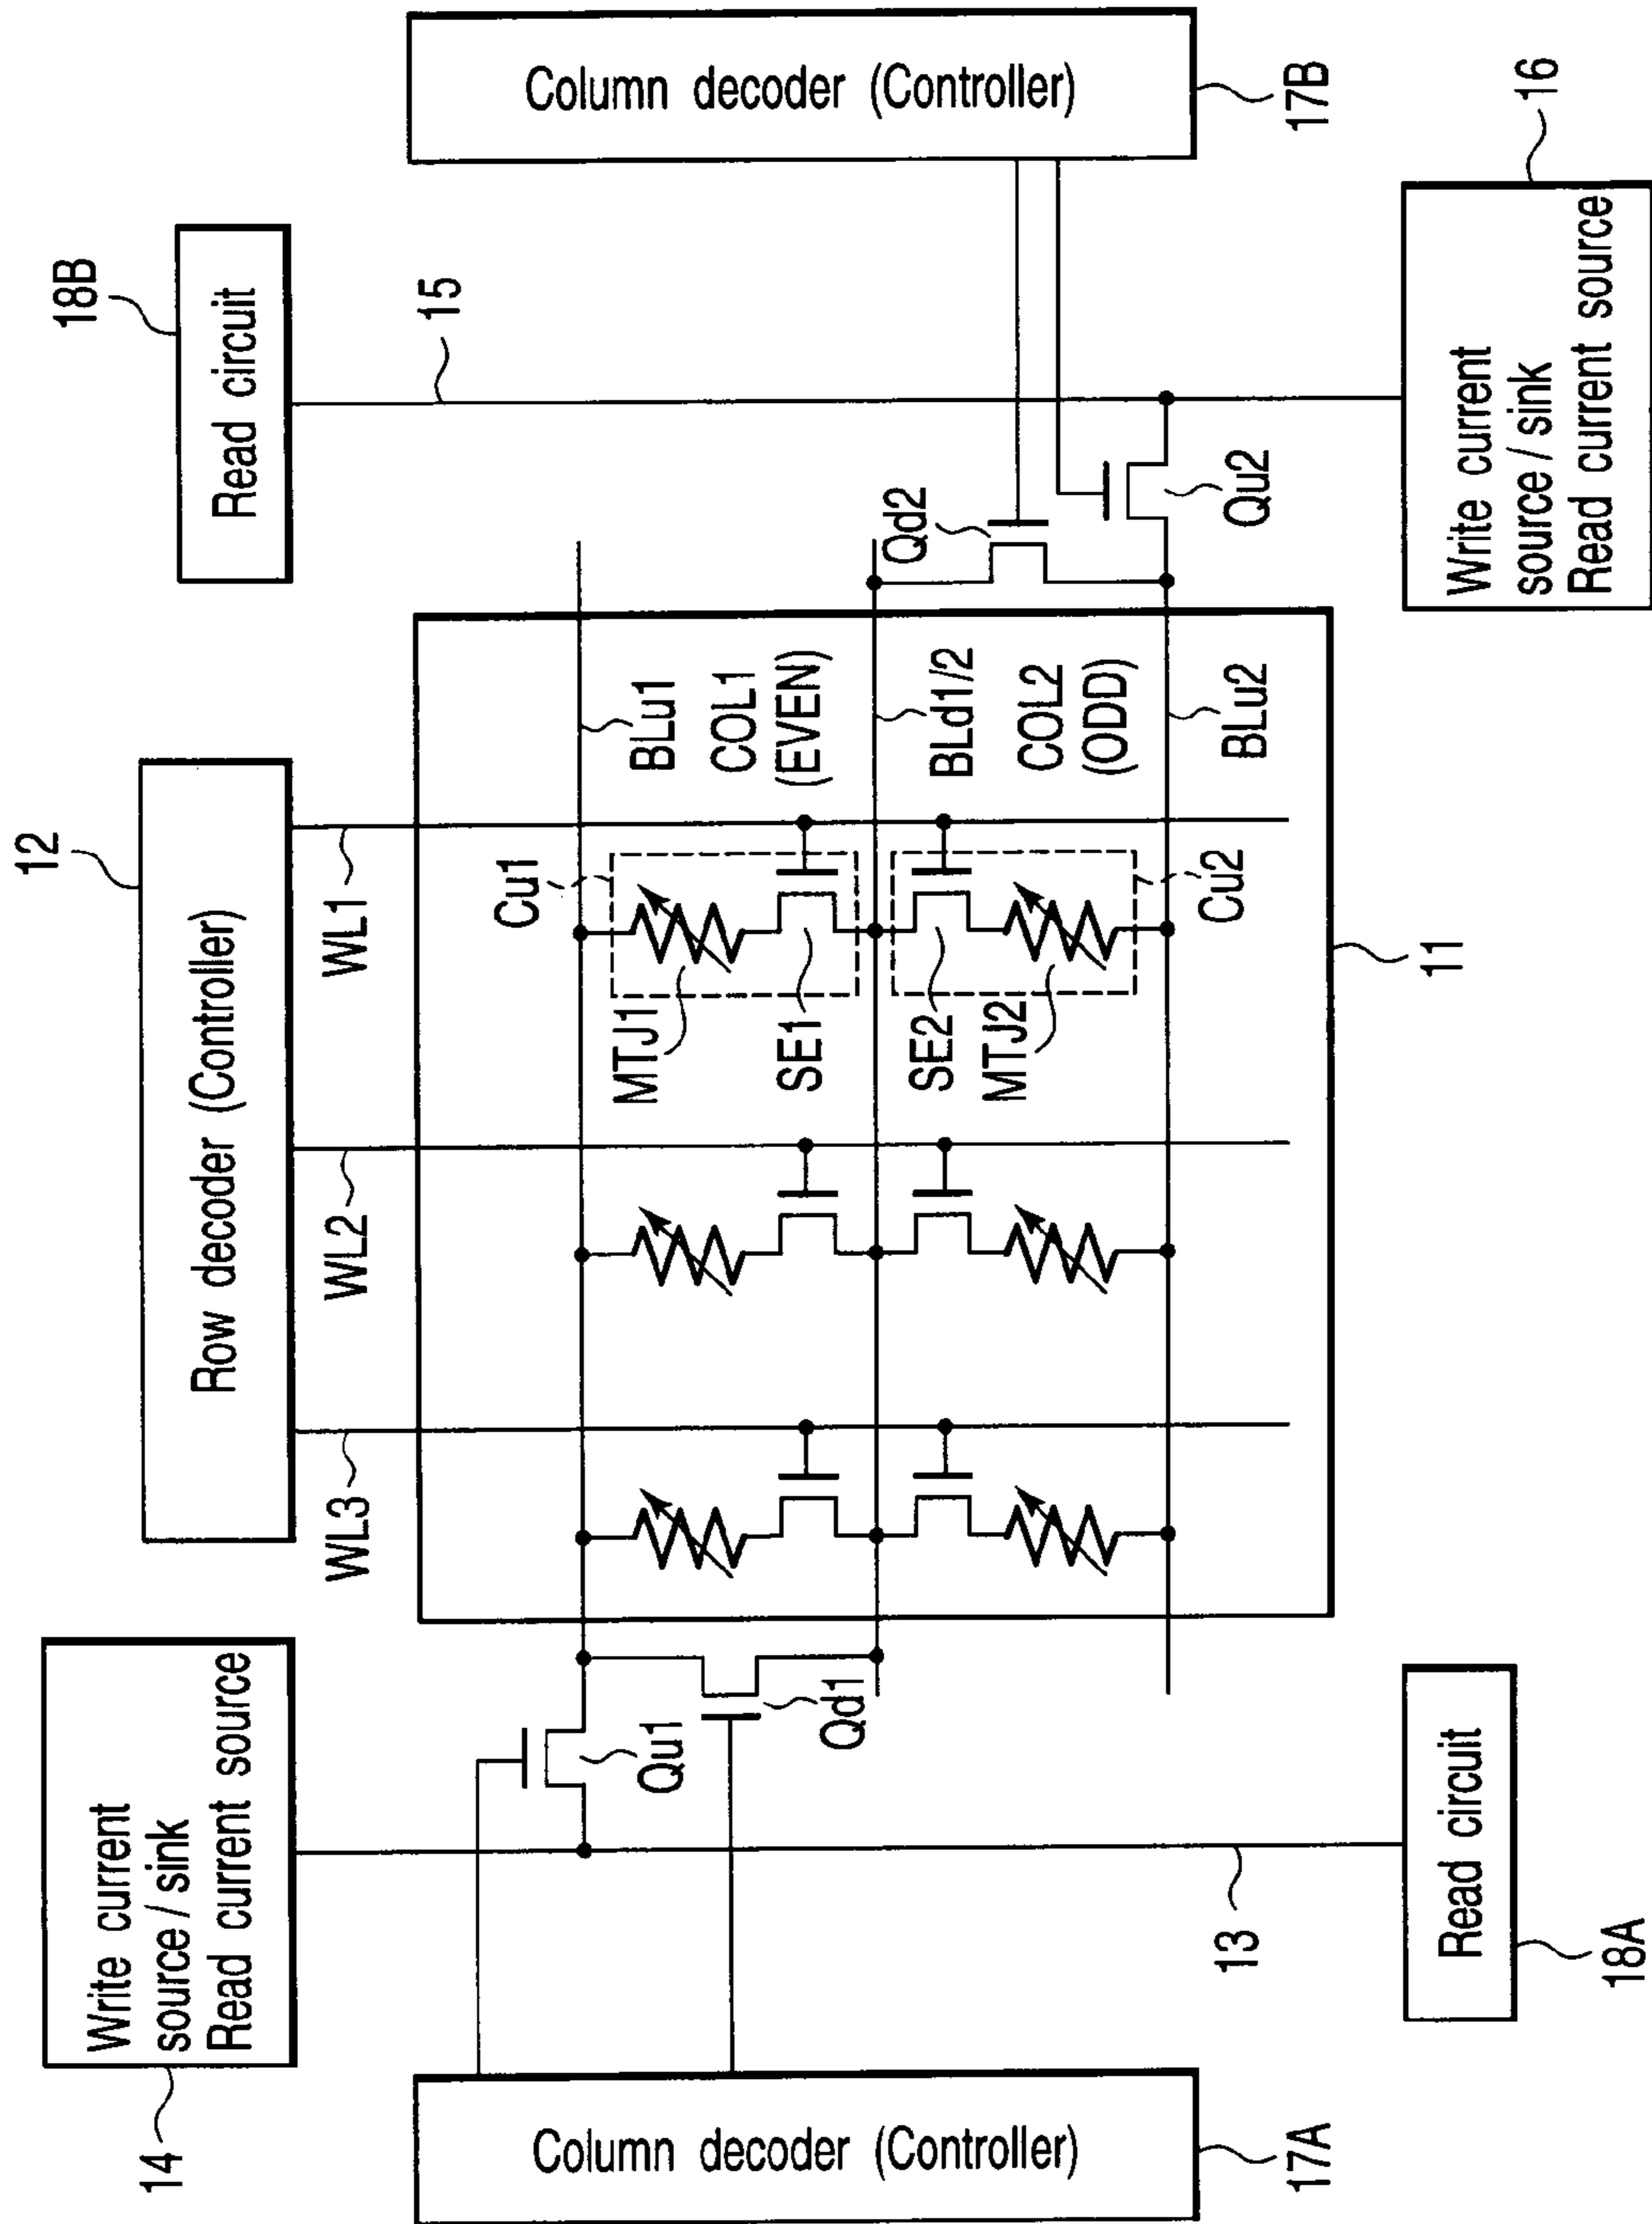 12
Row decoder (Controller)
14
Write current
source / sink
Read current source
18B
Read circuit
WL3
WL2
WL1
15
17A
Column decoder (Controller)
Column decoder (Controller)
17B
Qu1
Qd1
Cu1
MTJ1
SE1
BLu1
COL1
(EVEN)
SE2
MTJ2
Cu2
BLd1/2
COL2
(ODD)
BLu2
Qd2
Qu2
11
13
18A
Read circuit
16
Write current
source / sink
Read current source